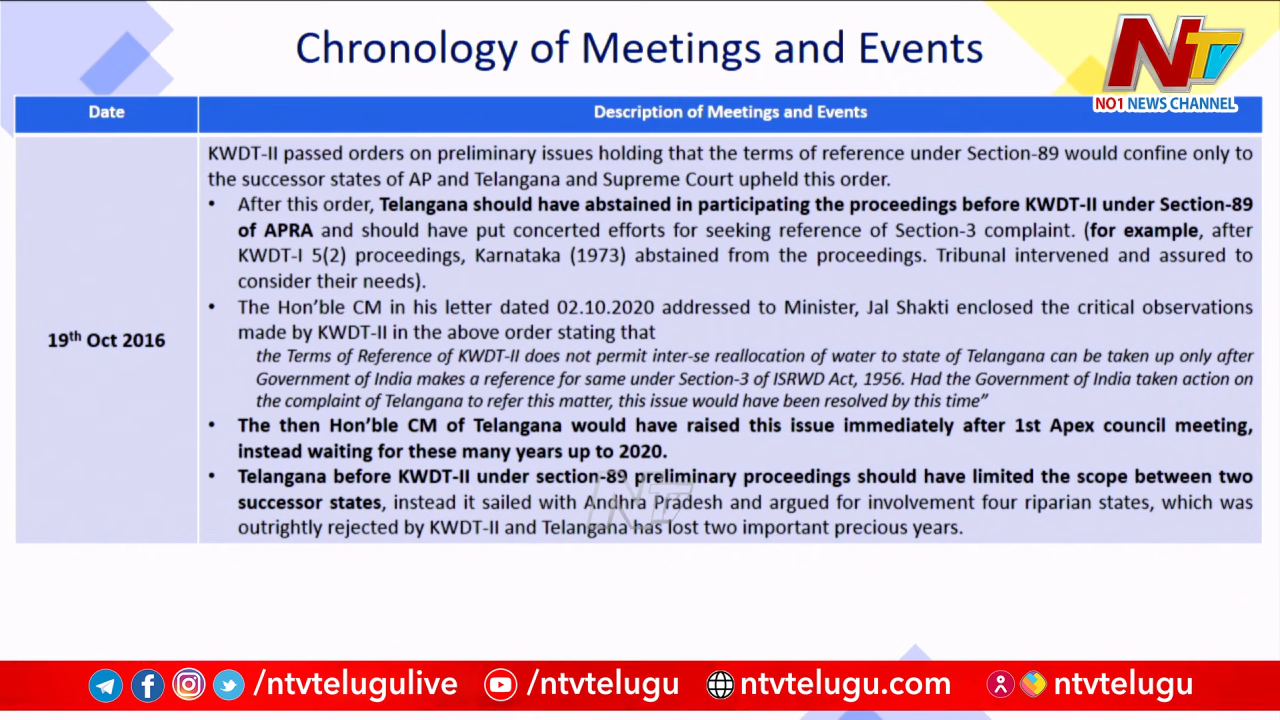 Chronology of Meetings and Events
NTV
NO1 NEWS CHANNEL
Date
Description of Meetings and Events
19th Oct 2016
KWDT-II passed orders on preliminary issues holding that the terms of reference under Section-89 would confine only to
the successor states of AP and Telangana and Supreme Court upheld this order.
• After this order, Telangana should have abstained in participating the proceedings before KWDT-II under Section-89
of APRA and should have put concerted efforts for seeking reference of Section-3 complaint. (for example, after
KWDT-I 5(2) proceedings, Karnataka (1973) abstained from the proceedings. Tribunal intervened and assured to
consider their needs).
• The Hon'ble CM in his letter dated 02.10.2020 addressed to Minister, Jal Shakti enclosed the critical observations
made by KWDT-II in the above order stating that
the Terms of Reference of KWDT-II does not permit inter-se reallocation of water to state of Telangana can be taken up only after
Government of India makes a reference for same under Section-3 of ISRWD Act, 1956. Had the Government of India taken action on
the complaint of Telangana to refer this matter, this issue would have been resolved by this time”
• The then Hon'ble CM of Telangana would have raised this issue immediately after 1st Apex council meeting,
instead waiting for these many years up to 2020.
• Telangana before KWDT-II under section-89 preliminary proceedings should have limited the scope between two
successor states, instead it sailed with Andhra Pradesh and argued for involvement four riparian states, which was
outrightly rejected by KWDT-II and Telangana has lost two important precious years.
NTV
/ntvtelugulive
/ntvtelugu
ntvtelugu.com
ntvtelugu